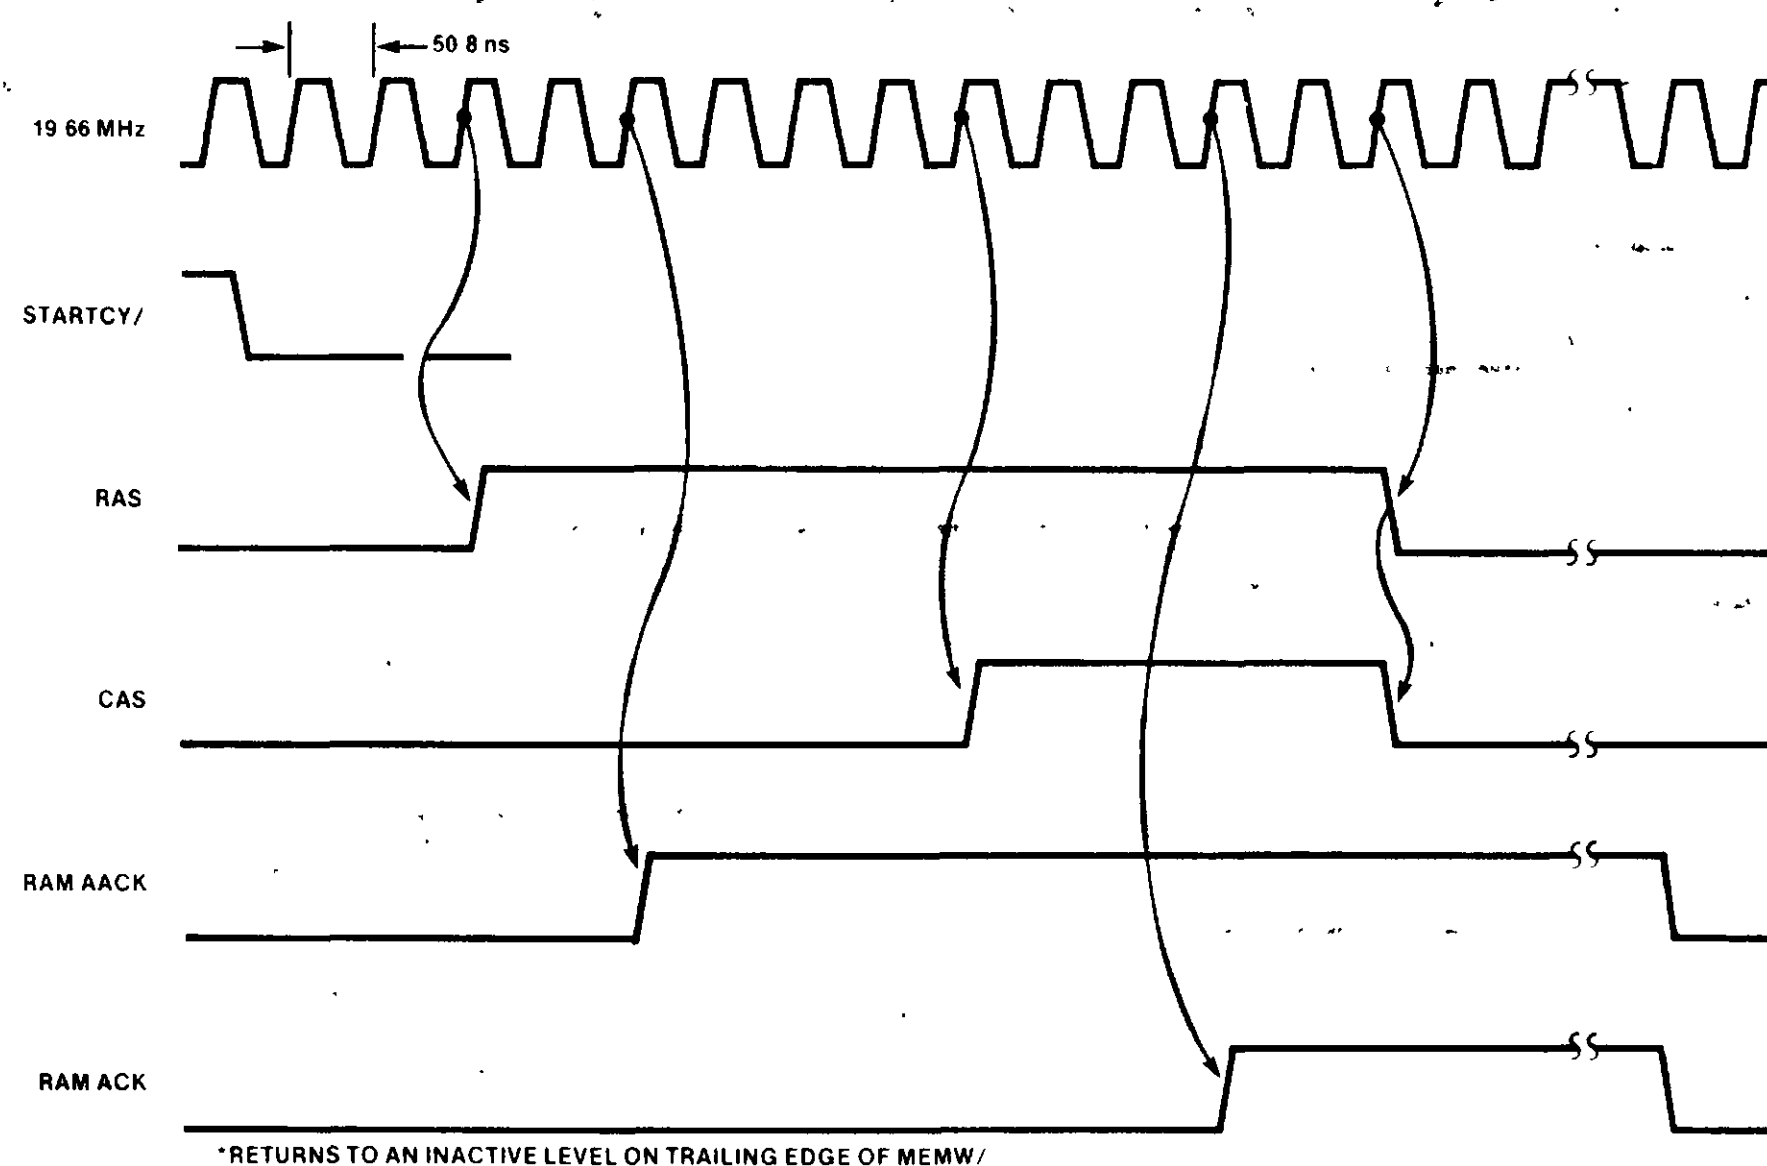 50 8 ns
19 66 MHz
STARTCY/
RAS
CAS
RAM AACK
RAM ACK
*RETURNS TO AN INACTIVE LEVEL ON TRAILING EDGE OF MEMW/